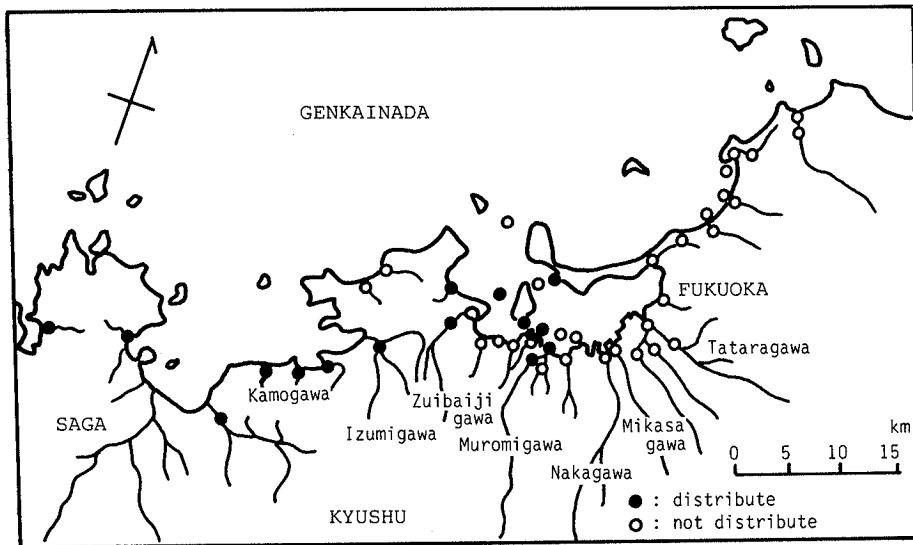 GENKAINADA
FUKUOKA
Tataragawa
Kamogawa
Zuibaiji
gawa
SAGA
Izumigawa
Muromigawa
Mikasa
gawa
Nakagawa
km
0 5 10 15
● : distribute
○ : not distribute
KYUSHU